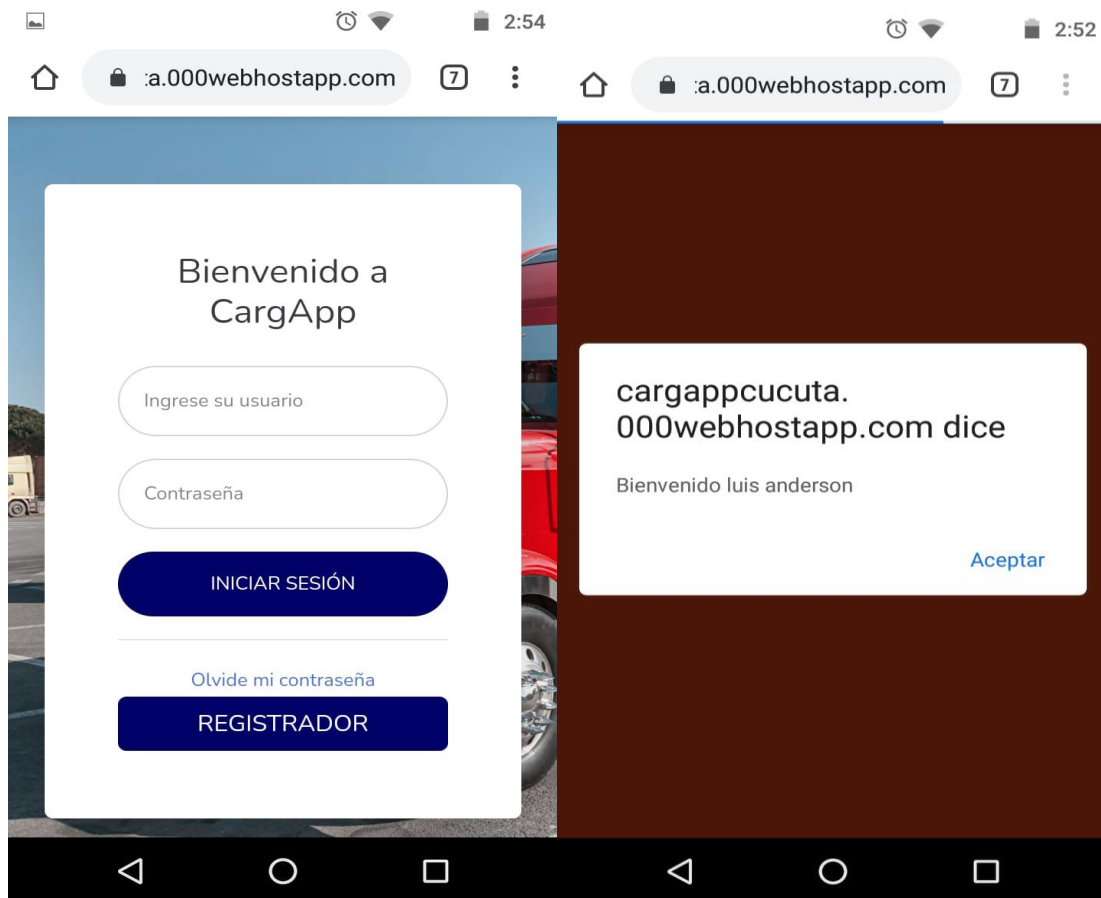 2:54
:a.000webhostapp.com
7
Bienvenido a
CargApp
Ingrese su usuario
Contraseña
INICIAR SESIÓN
Olvide mi contraseña
REGISTRADOR
2:52
:a.000webhostapp.com
7
cargappcucuta.
000webhostapp.com dice
Bienvenido luis anderson
Aceptar